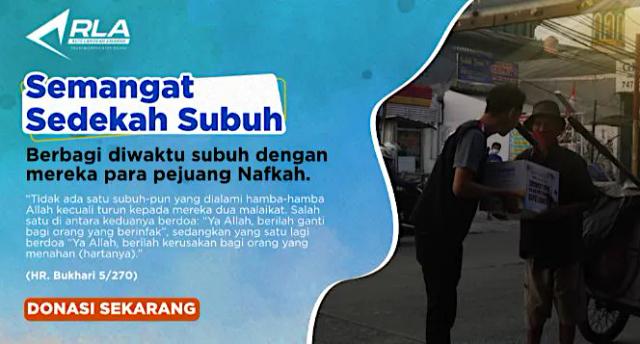 RLA
Semangat
Sedekah Subuh
Berbagi diwaktu subuh dengan
mereka para pejuang Nafkah.
"Tidak ada satu subuh-pun yang dialami hamba-hamba
Allah kecuali turun kepada mereka dua malaikat. Salah
satu di antara keduanya berdoa: "Ya Allah, berilah ganti
bagi orang yang berinfak", sedangkan yang satu lagi
berdoa "Ya Allah, berilah kerusakan bagi orang yang
menahan (hartanya)."
(HR. Bukhari 5/270)
DONASI SEKARANG